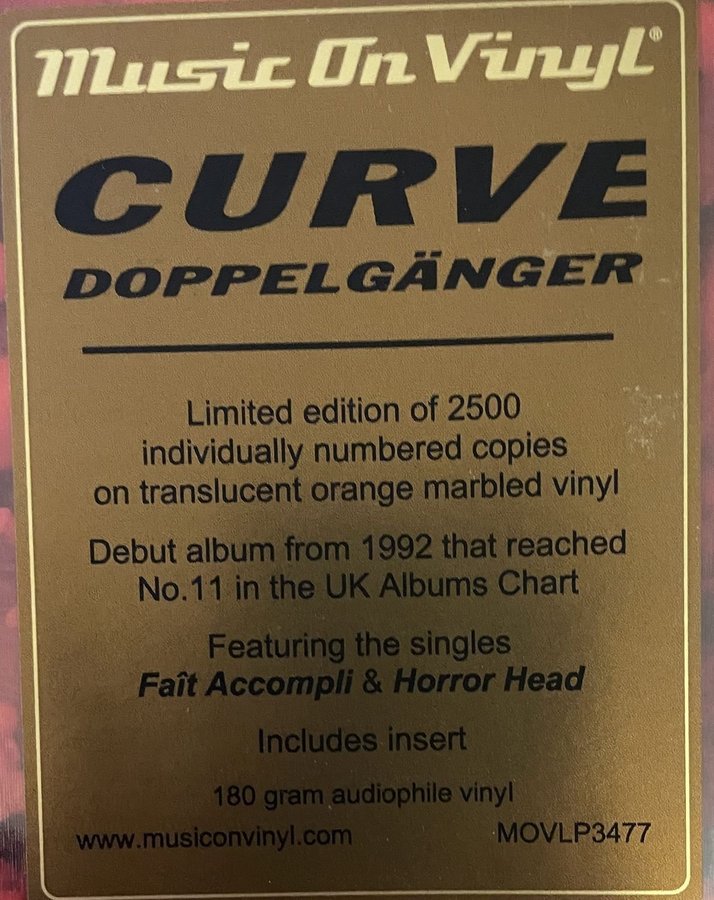 Music On Vinyl®
CURVE
DOPPELGÄNGER
Limited edition of 2500
individually numbered copies
on translucent orange marbled vinyl
Debut album from 1992 that reached
No.11 in the UK Albums Chart
Featuring the singles
Faît Accompli & Horror Head
Includes insert
180 gram audiophile vinyl
www.musiconvinyl.com MOVLP3477